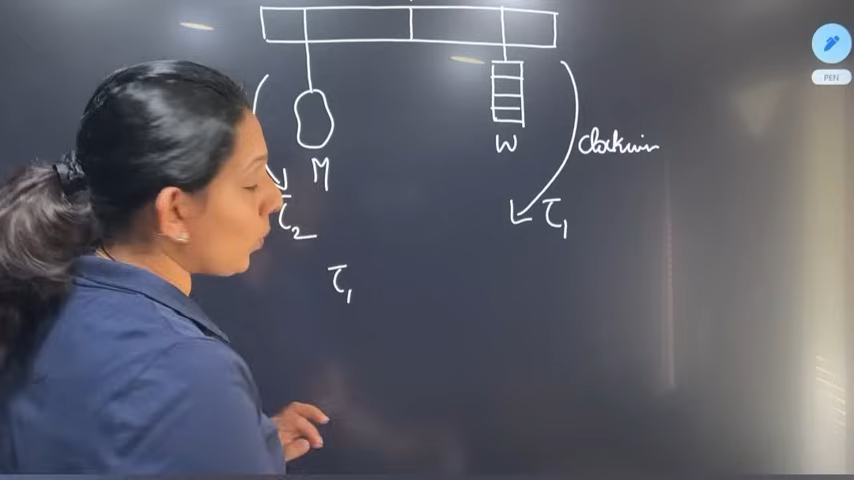 PEN
M
W
clockwise
τ₂
τ₁
τ₁